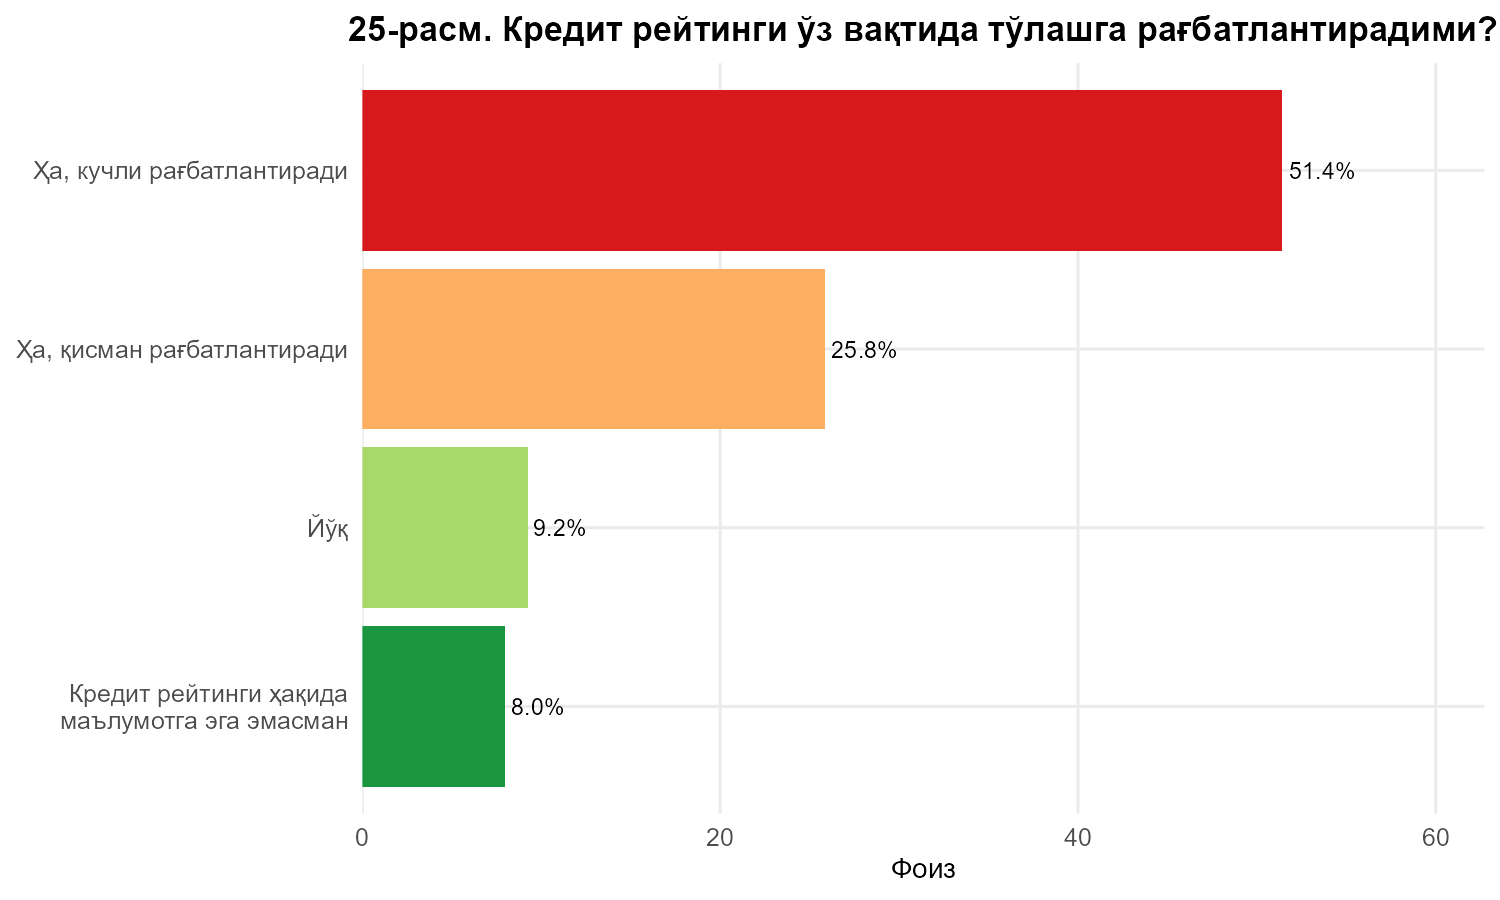 25-расм. Кредит рейтинги ўз вақтида тўлашга рағбатлантирадими?
Ҳа, кучли рағбатлантиради
51.4%
Ҳа, қисман рағбатлантиради
25.8%
Йўқ
9.2%
Кредит рейтинги ҳақида
маълумотга эга эмасман
8.0%
0
20
40
60
Фоиз